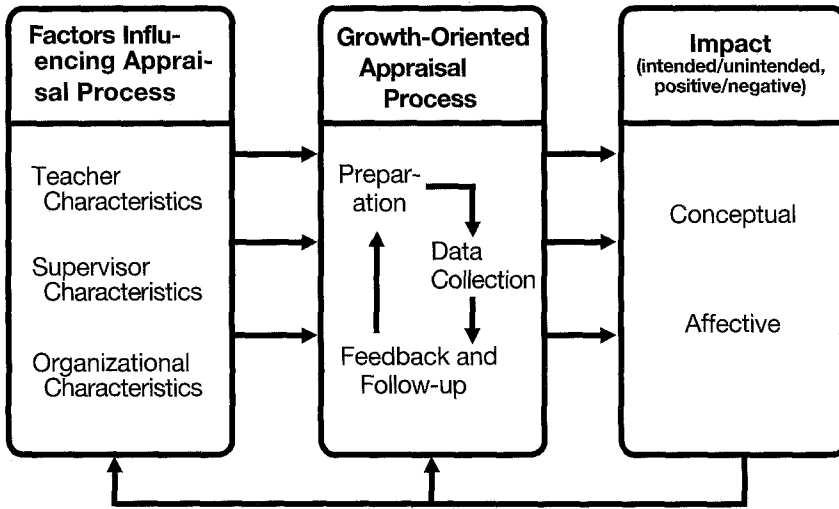 Factors Influ-
encing Apprai-
sal Process
Teacher
Characteristics
Supervisor
Characteristics
Organizational
Characteristics
Growth-Oriented
Appraisal
Process
Prepar-
ation
Data
Collection
Feedback and
Follow-up
Impact
(intended/unintended,
positive/negative)
Conceptual
Affective